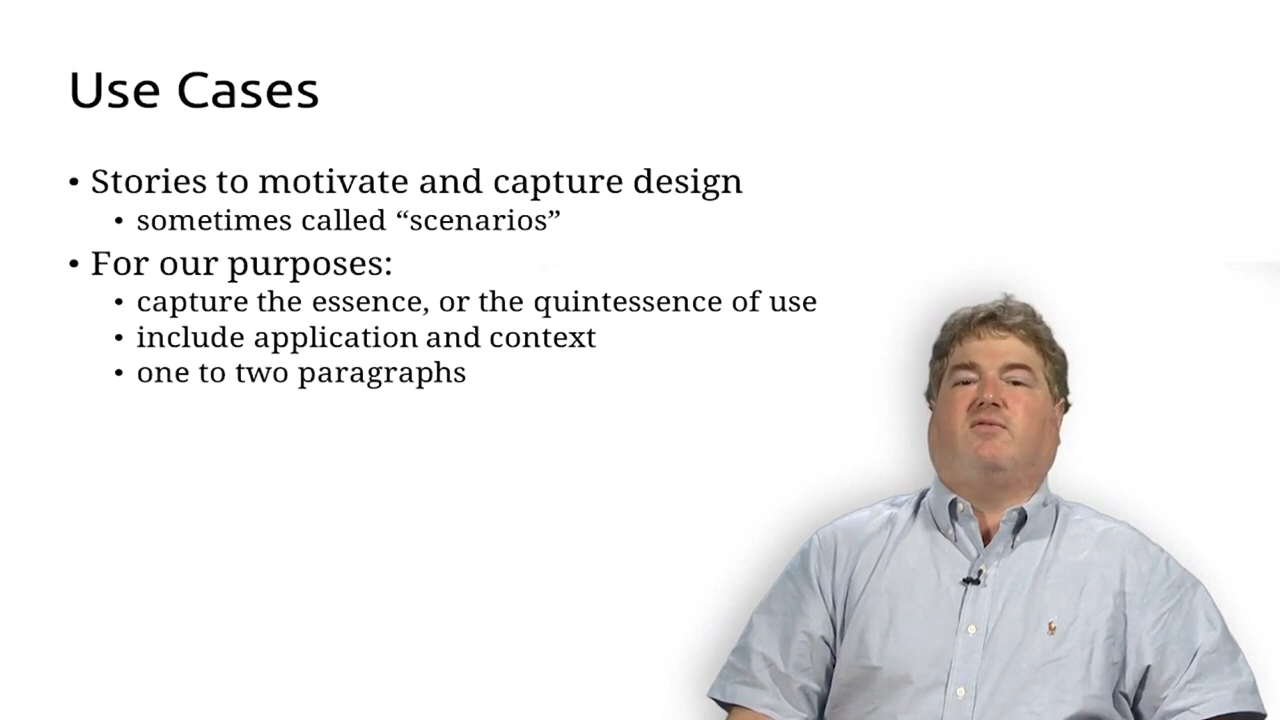 Use Cases
• Stories to motivate and capture design
• sometimes called “scenarios”
• For our purposes:
• capture the essence, or the quintessence of use
• include application and context
• one to two paragraphs